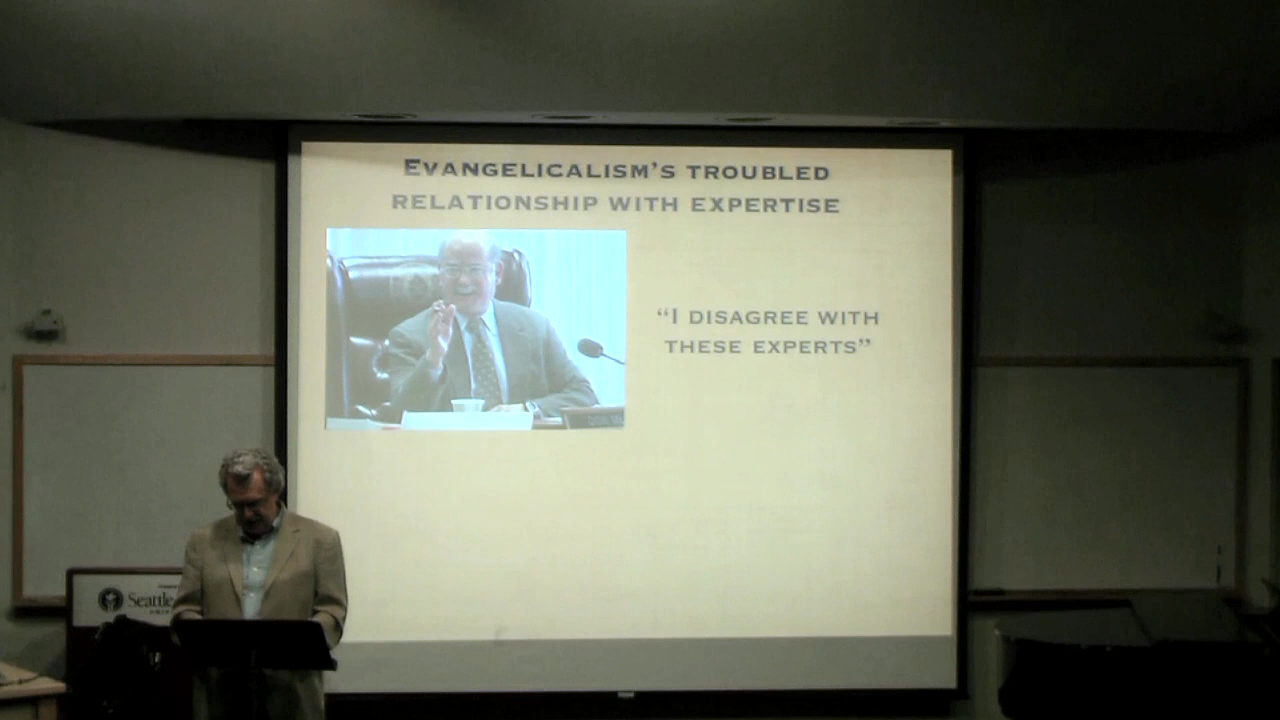 EVANGELICALISM'S TROUBLED
RELATIONSHIP WITH EXPERTISE
“I DISAGREE WITH
THESE EXPERTS”
Seattle